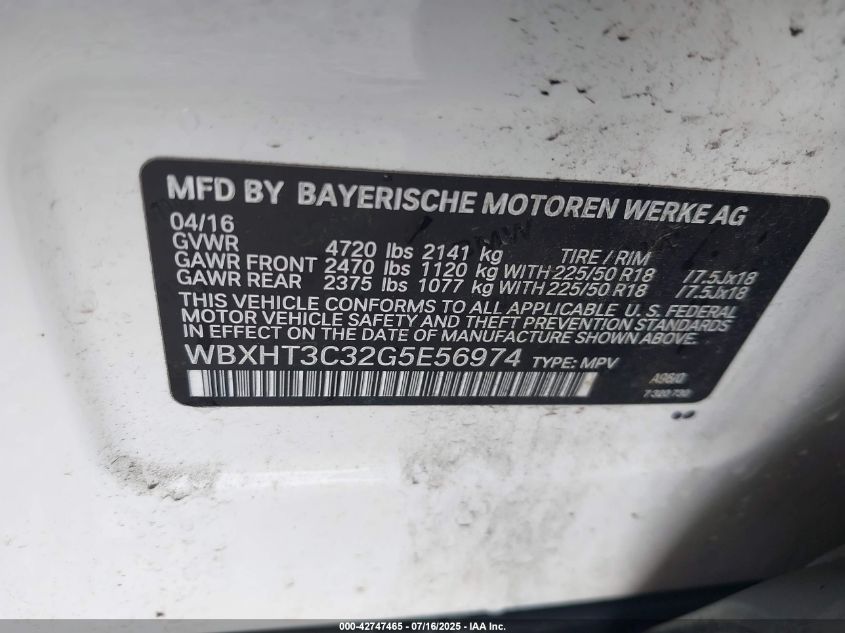 MFD BY BAYERISCHE MOTOREN WERKE AG
04/16
GVWR 4720 lbs 2141 kg TIRE / RIM
GAWR FRONT 2470 lbs 1120 kg WITH 225/50 R18 /7.5Jx18
GAWR REAR 2375 lbs 1077 kg WITH 225/50 R18 /7.5Jx18
THIS VEHICLE CONFORMS TO ALL APPLICABLE U. S. FEDERAL
MOTOR VEHICLE SAFETY AND THEFT PREVENTION STANDARDS
IN EFFECT ON THE DATE OF MANUFACTURE SHOWN ABOVE.
WBXHT3C32G5E56974 TYPE: MPV
000-42747465 - 07/16/2025 - IAA Inc.